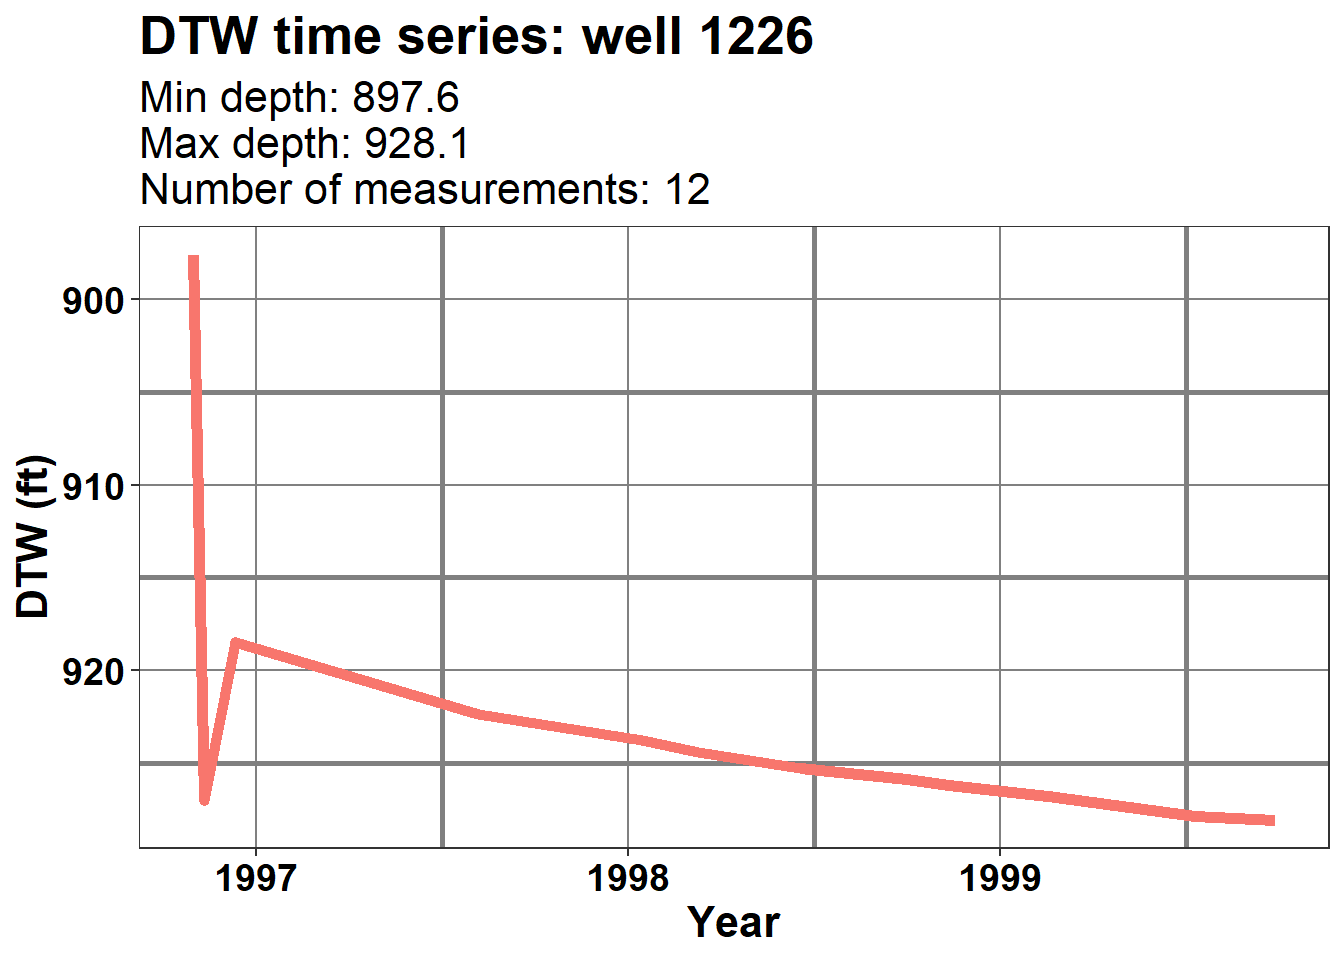 DTW time series: well 1226
Min depth: 897.6
Max depth: 928.1
Number of measurements: 12
900
910
920
DTW (ft)
1997 1998 1999
Year